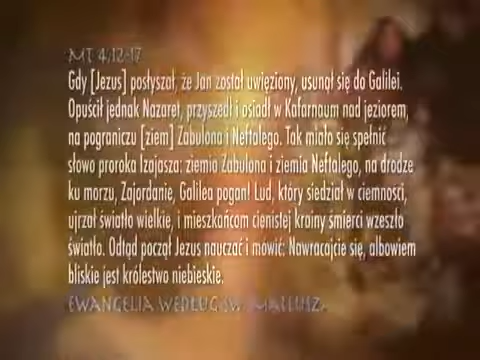 MT 4,12-17
Gdy [Jezus] posłyszał, że Jan został uwięziony, usunął się do Galilei.
Opuścił jednak Nazaret, przyszedł i osiadł w Kafarnaum nad jeziorem,
na pograniczu [ziem] Zabulona i Neftalego. Tak miało się spełnić
słowo proroka Izajasza: ziemia Zabulona i ziemia Neftalego, na drodze
ku morzu, Zajordanie, Galilea pogan! Lud, który siedział w ciemności,
ujrzał światło wielkie, i mieszkańcom cienistej krainy śmierci wzeszło
światło. Odtąd począł Jezus nauczać i mówić: Nawracajcie się, albowiem
bliskie jest królestwo niebieskie.
EWANGELIA WEDŁUG ŚW. MATEUSZA